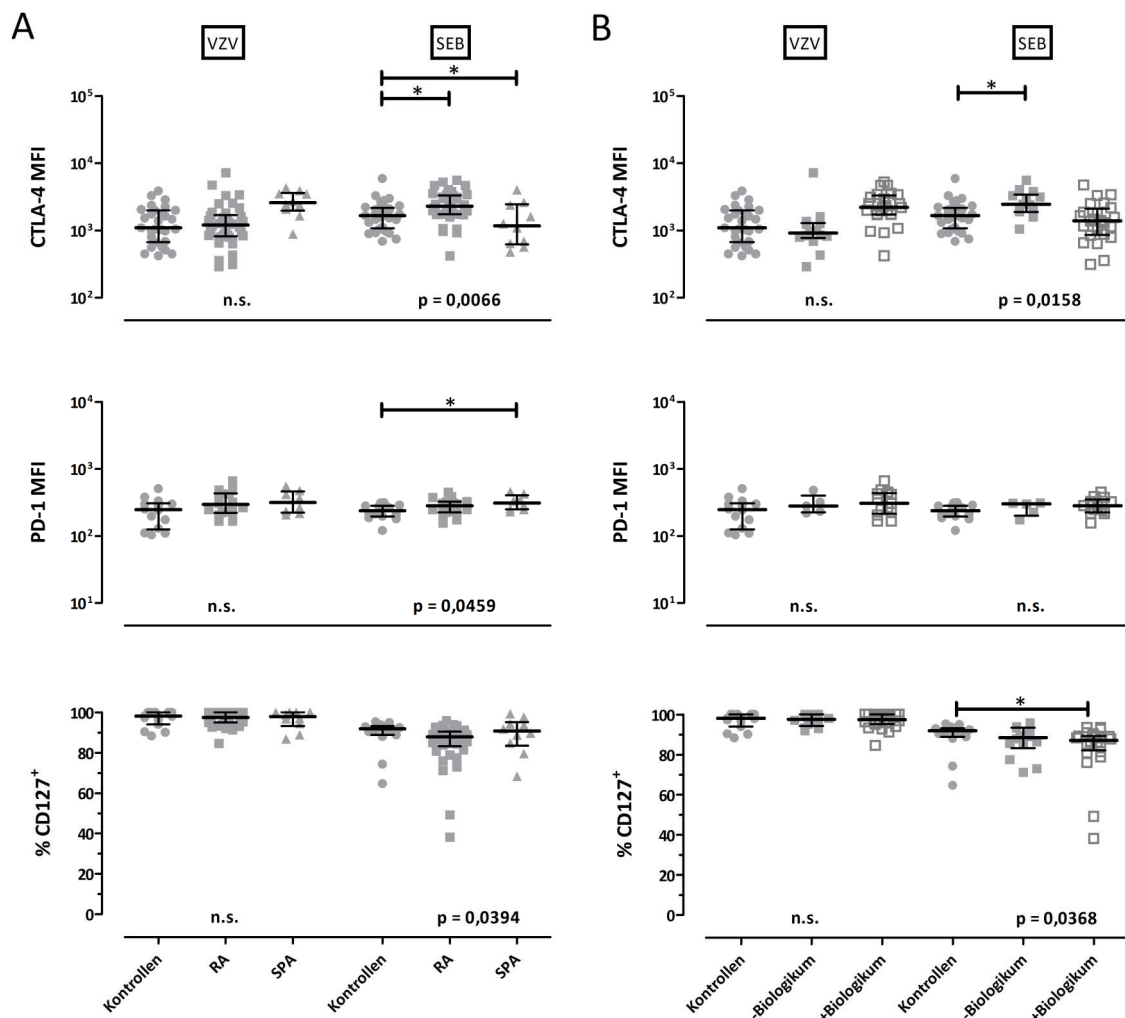 A
B
VZV
SEB
VZV
SEB
*
*
*
CTLA-4 MFI
10⁵
10⁴
10³
10²
n.s.
p = 0,0066
CTLA-4 MFI
10⁵
10⁴
10³
10²
n.s.
p = 0,0158
PD-1 MFI
10⁴
10³
10²
10¹
*
n.s.
p = 0,0459
PD-1 MFI
10⁴
10³
10²
10¹
n.s.
n.s.
% CD127⁺
100
80
60
40
20
0
n.s.
p = 0,0394
Kontrollen
RA
SPA
Kontrollen
RA
SPA
% CD127⁺
100
80
60
40
20
0
*
n.s.
p = 0,0368
Kontrollen
-Biologikum
+Biologikum
Kontrollen
-Biologikum
+Biologikum